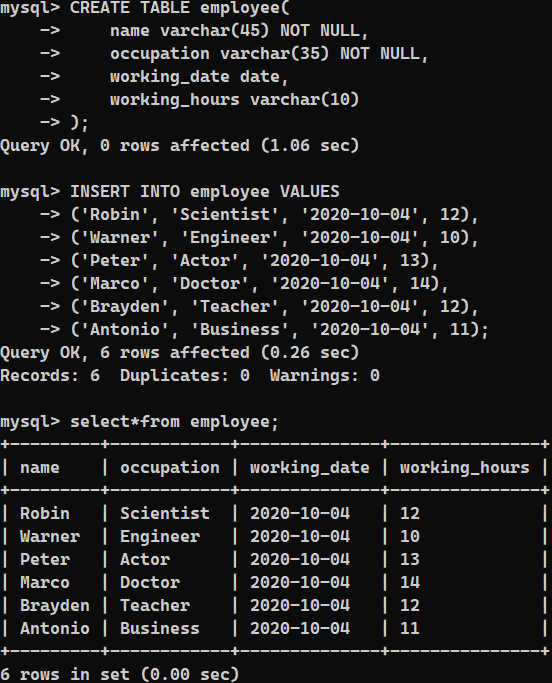 mysql> CREATE TABLE employee(
    ->     name varchar(45) NOT NULL,
    ->     occupation varchar(35) NOT NULL,
    ->     working_date date,
    ->     working_hours varchar(10)
    -> );
Query OK, 0 rows affected (1.06 sec)

mysql> INSERT INTO employee VALUES
    -> ('Robin', 'Scientist', '2020-10-04', 12),
    -> ('Warner', 'Engineer', '2020-10-04', 10),
    -> ('Peter', 'Actor', '2020-10-04', 13),
    -> ('Marco', 'Doctor', '2020-10-04', 14),
    -> ('Brayden', 'Teacher', '2020-10-04', 12),
    -> ('Antonio', 'Business', '2020-10-04', 11);
Query OK, 6 rows affected (0.26 sec)
Records: 6  Duplicates: 0  Warnings: 0

mysql> select*from employee;
+---------+------------+--------------+---------------+
| name    | occupation | working_date | working_hours |
+---------+------------+--------------+---------------+
| Robin   | Scientist  | 2020-10-04   | 12            |
| Warner  | Engineer   | 2020-10-04   | 10            |
| Peter   | Actor      | 2020-10-04   | 13            |
| Marco   | Doctor     | 2020-10-04   | 14            |
| Brayden | Teacher    | 2020-10-04   | 12            |
| Antonio | Business   | 2020-10-04   | 11            |
+---------+------------+--------------+---------------+
6 rows in set (0.00 sec)